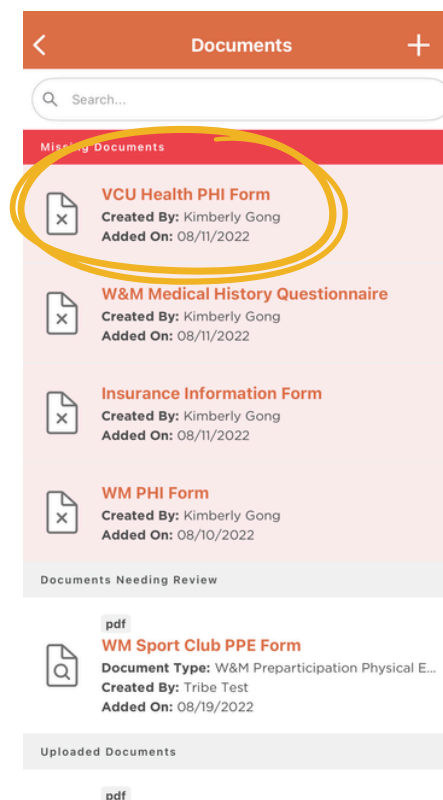 Documents
Search...
Missing Documents
VCU Health PHI Form
Created By: Kimberly Gong
Added On: 08/11/2022
W&M Medical History Questionnaire
Created By: Kimberly Gong
Added On: 08/11/2022
Insurance Information Form
Created By: Kimberly Gong
Added On: 08/11/2022
WM PHI Form
Created By: Kimberly Gong
Added On: 08/10/2022
Documents Needing Review
pdf
WM Sport Club PPE Form
Document Type: W&M Preparticipation Physical E...
Created By: Tribe Test
Added On: 08/19/2022
Uploaded Documents
pdf